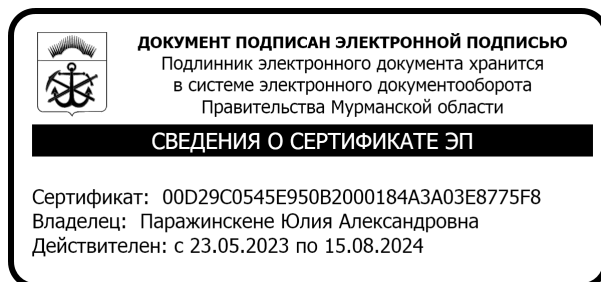 ДОКУМЕНТ ПОДПИСАН ЭЛЕКТРОННОЙ ПОДПИСЬЮ
Подлинник электронного документа хранится
в системе электронного документооборота
Правительства Мурманской области
СВЕДЕНИЯ О СЕРТИФИКАТЕ ЭП
Сертификат: 00D29C0545E950B2000184A3A03E8775F8
Владелец: Паражинскене Юлия Александровна
Действителен: с 23.05.2023 по 15.08.2024